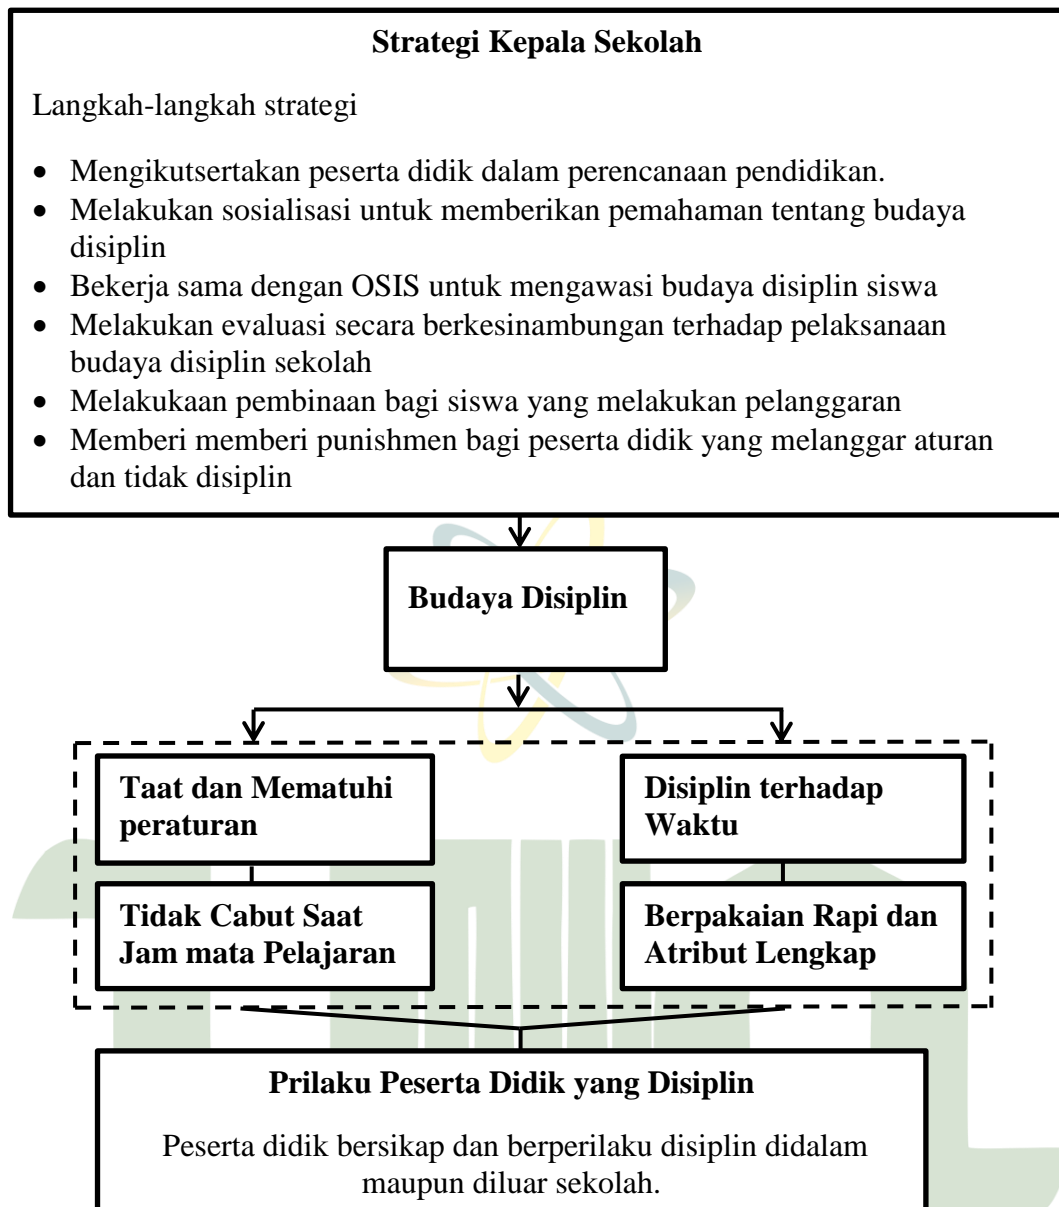 Strategi Kepala Sekolah
Langkah-langkah strategi
• Mengikutsertakan peserta didik dalam perencanaan pendidikan.
• Melakukan sosialisasi untuk memberikan pemahaman tentang budaya
disiplin
• Bekerja sama dengan OSIS untuk mengawasi budaya disiplin siswa
• Melakukan evaluasi secara berkesinambungan terhadap pelaksanaan
budaya disiplin sekolah
• Melakukaan pembinaan bagi siswa yang melakukan pelanggaran
• Memberi memberi punishmen bagi peserta didik yang melanggar aturan
dan tidak disiplin
Budaya Disiplin
Taat dan Mematuhi
peraturan
Disiplin terhadap
Waktu
Tidak Cabut Saat
Jam mata Pelajaran
Berpakaian Rapi dan
Atribut Lengkap
Prilaku Peserta Didik yang Disiplin
Peserta didik bersikap dan berperilaku disiplin didalam
maupun diluar sekolah.